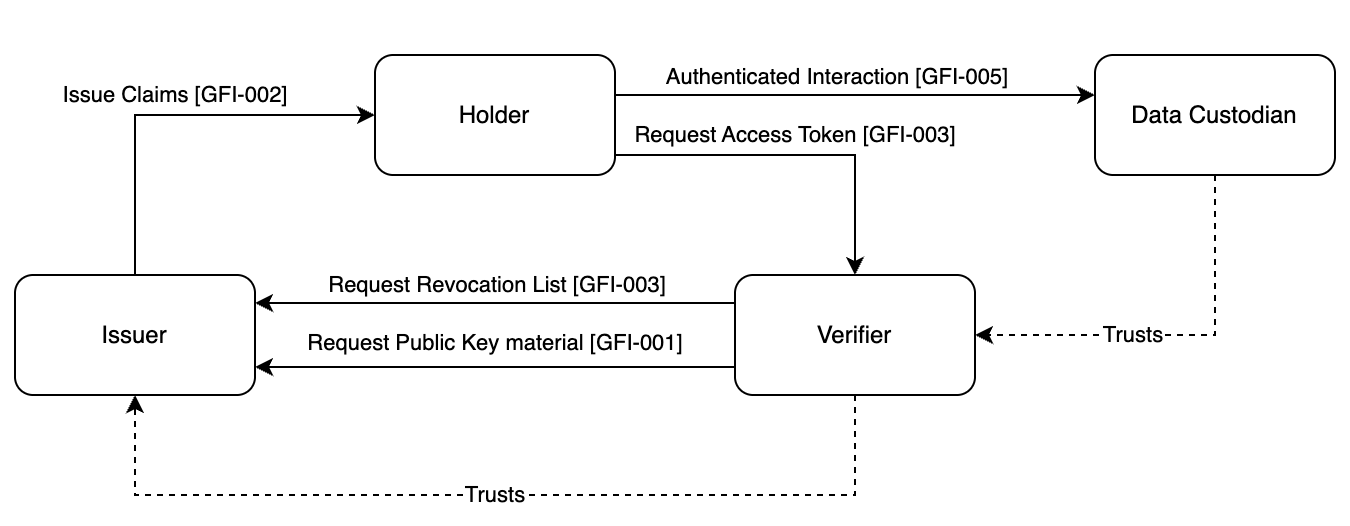 Issue Claims [GFI-002]
Holder
Authenticated Interaction [GFI-005]
Data Custodian
Request Access Token [GFI-003]
Request Revocation List [GFI-003]
Issuer
Request Public Key material [GFI-001]
Verifier
Trusts
Trusts